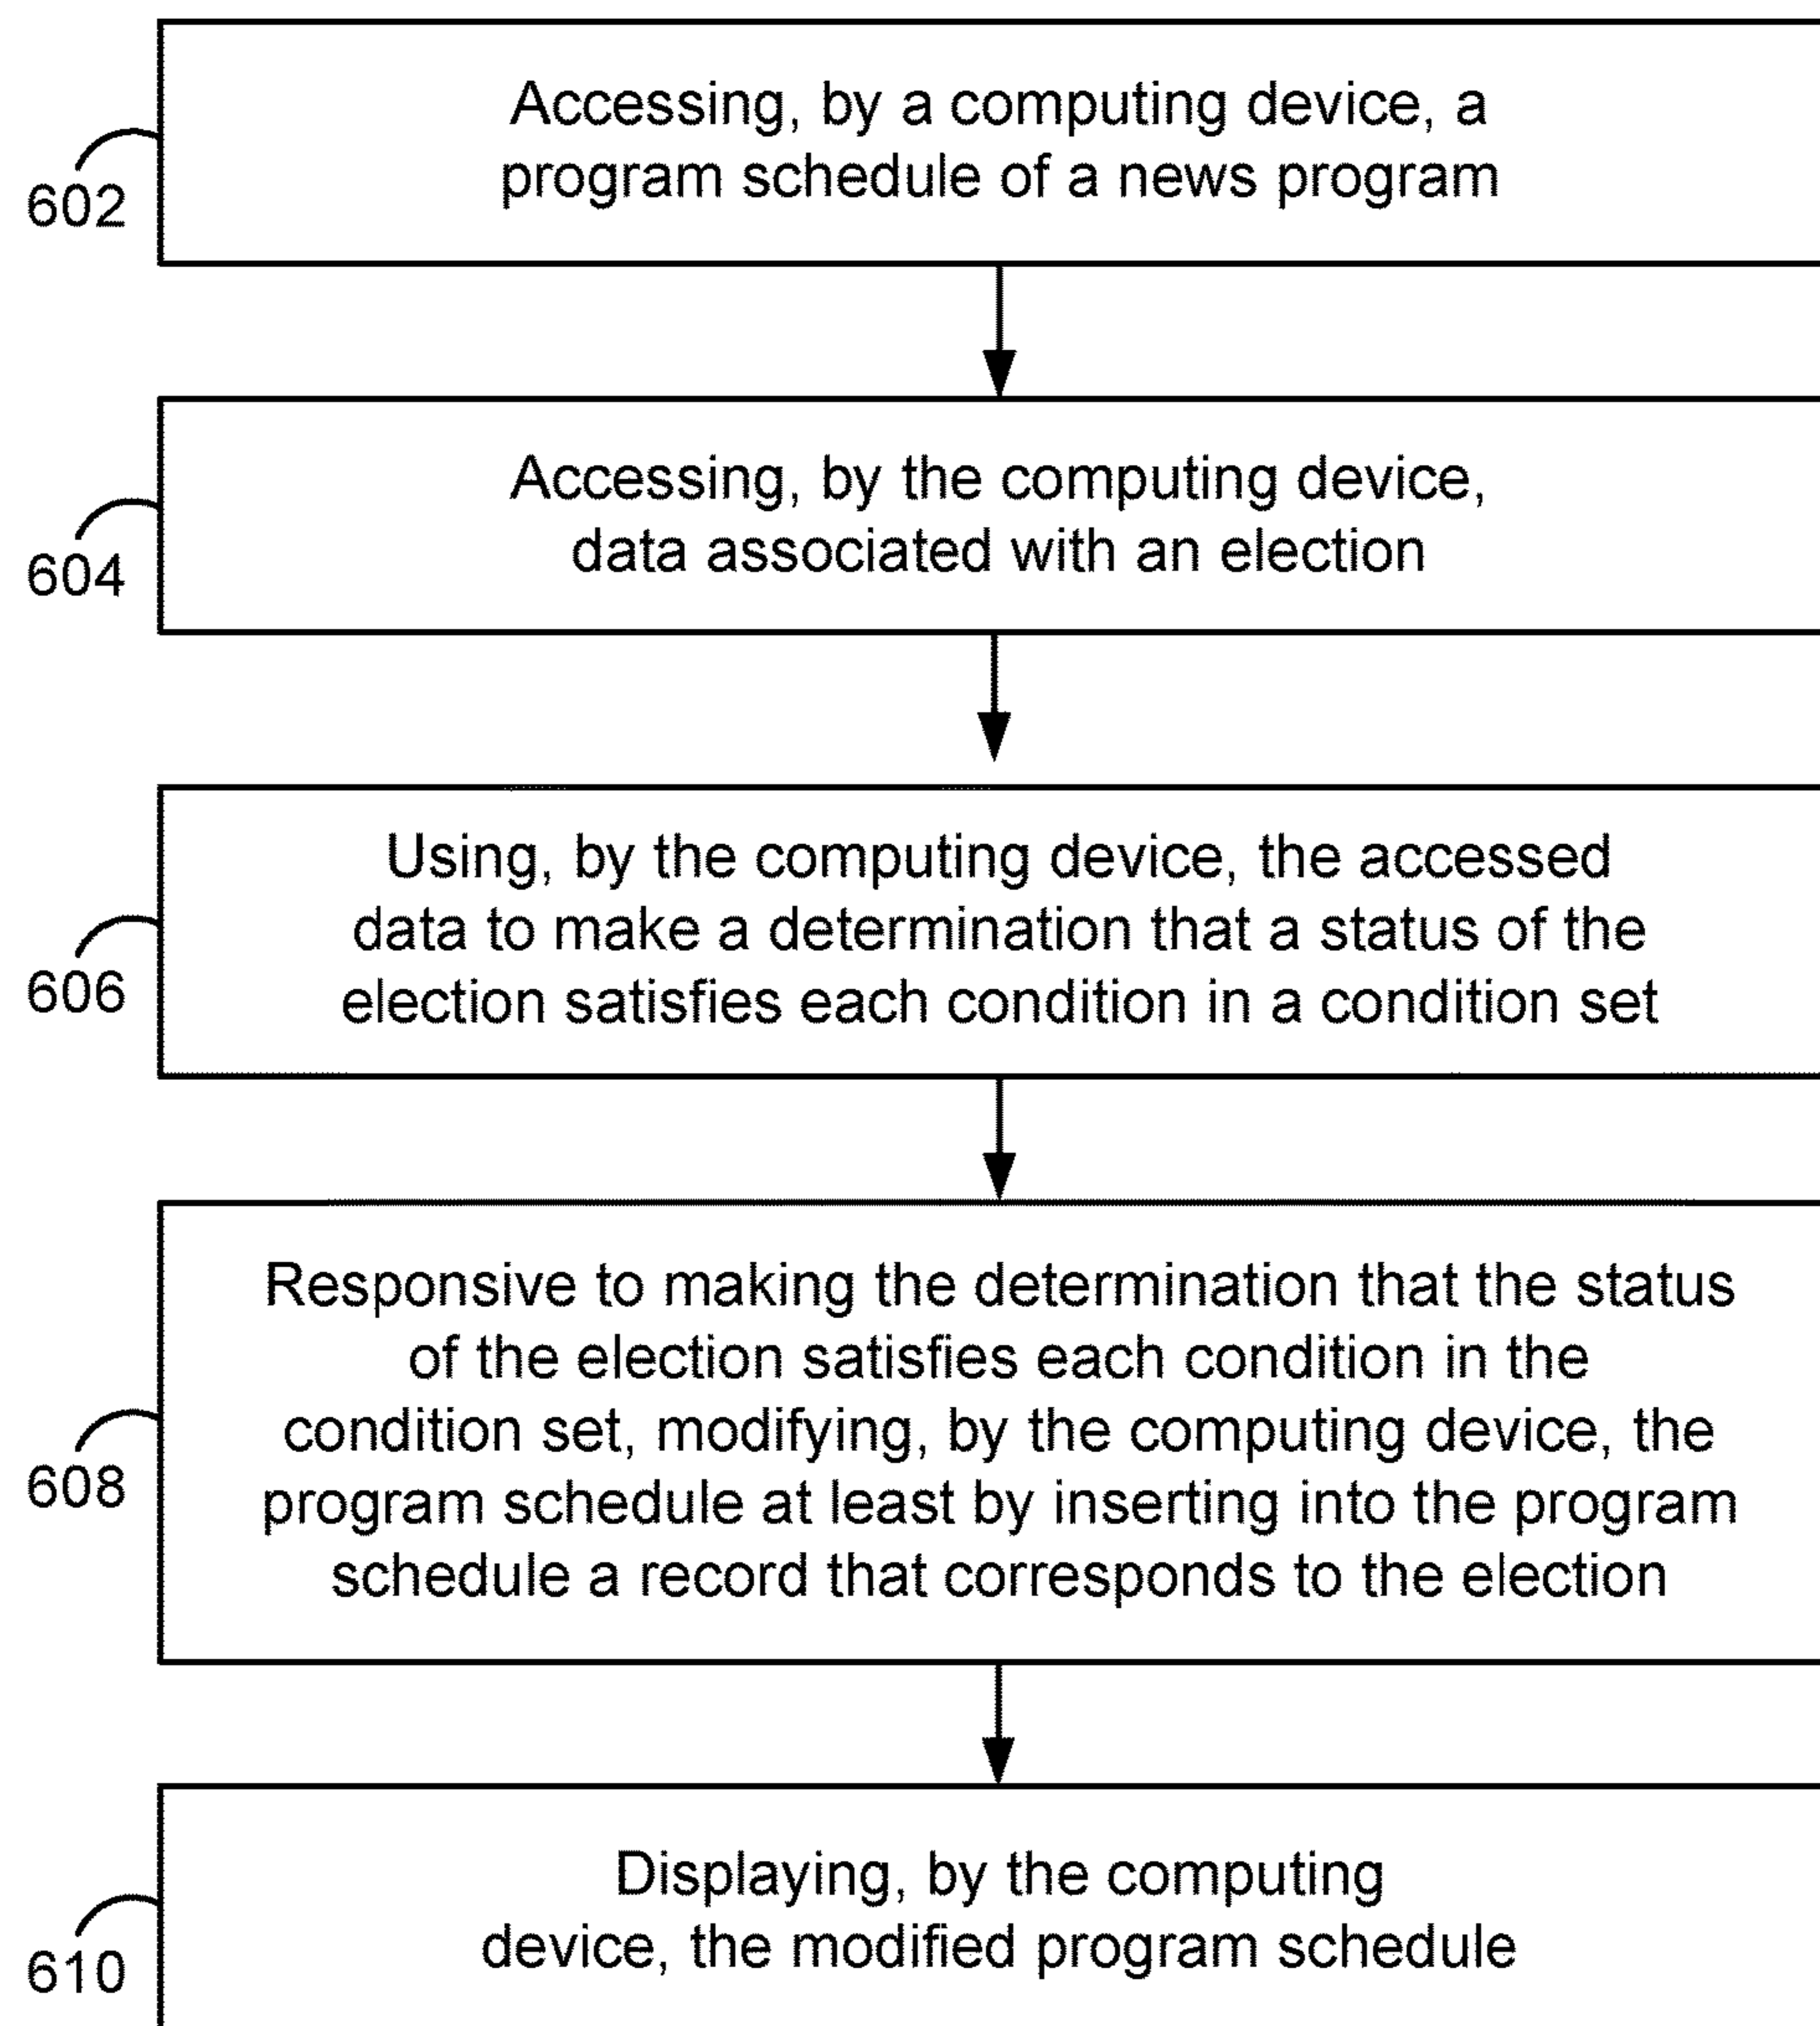 Accessing, by a computing device, a
program schedule of a news program
602
Accessing, by the computing device,
data associated with an election
604
Using, by the computing device, the accessed
data to make a determination that a status of the
election satisfies each condition in a condition set
606
Responsive to making the determination that the status
of the election satisfies each condition in the
condition set, modifying, by the computing device, the
program schedule at least by inserting into the program
schedule a record that corresponds to the election
608
Displaying, by the computing
device, the modified program schedule
610